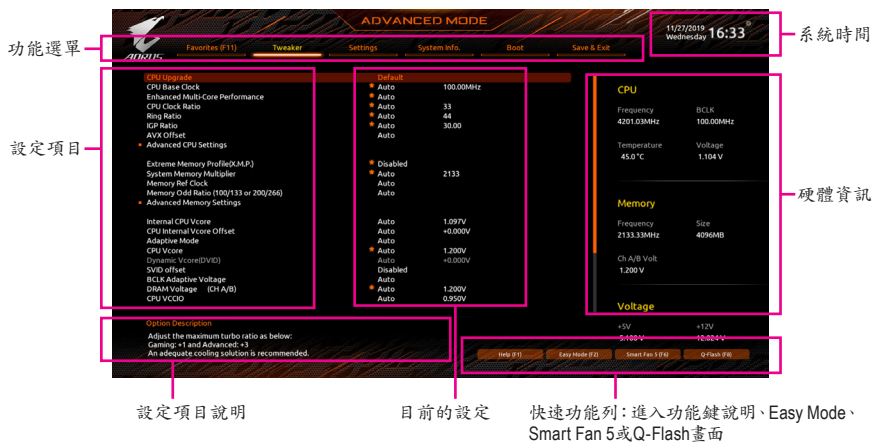 ADVANCED MODE
11/27/2019
Wednesday 16:33
系統時間
功能選單
AORUS
Favorites (F11) Tweaker Settings System Info. Boot Save & Exit
設定項目
CPU Upgrade Default
CPU Base Clock Auto 100.00MHz
Enhanced Multi-Core Performance Auto
CPU Clock Ratio Auto 33
Ring Ratio Auto 44
IGP Ratio Auto 30.00
AVX Offset Auto
Advanced CPU Settings
Extreme Memory Profile(X.M.P.) Disabled
System Memory Multiplier Auto 2133
Memory Ref Clock Auto
Memory Odd Ratio (100/133 or 200/266) Auto
Advanced Memory Settings
Internal CPU Vcore Auto 1.097V
CPU Internal Vcore Offset Auto +0.000V
Adaptive Mode Auto
CPU Vcore Auto 1.200V
Dynamic Vcore(DVID) Auto +0.000V
SVID offset Disabled
BCLK Adaptive Voltage Auto
DRAM Voltage (CH A/B) Auto 1.200V
CPU VCCIO Auto 0.950V
CPU
Frequency BCLK
4201.03MHz 100.00MHz
Temperature Voltage
45.0 °C 1.104 V
Memory
Frequency Size
2133.33MHz 4096MB
Ch A/B Volt
1.200 V
Voltage
+5V +12V
5.100 V 12.024 V
硬體資訊
Option Description
Adjust the maximum turbo ratio as below:
Gaming: +1 and Advanced: +3
An adequate cooling solution is recommended.
Help (F1) Easy Mode (F2) Smart Fan 5 (F6) Q-Flash (F8)
設定項目說明
目前的設定
快速功能列：進入功能鍵說明、Easy Mode、
Smart Fan 5或Q-Flash畫面